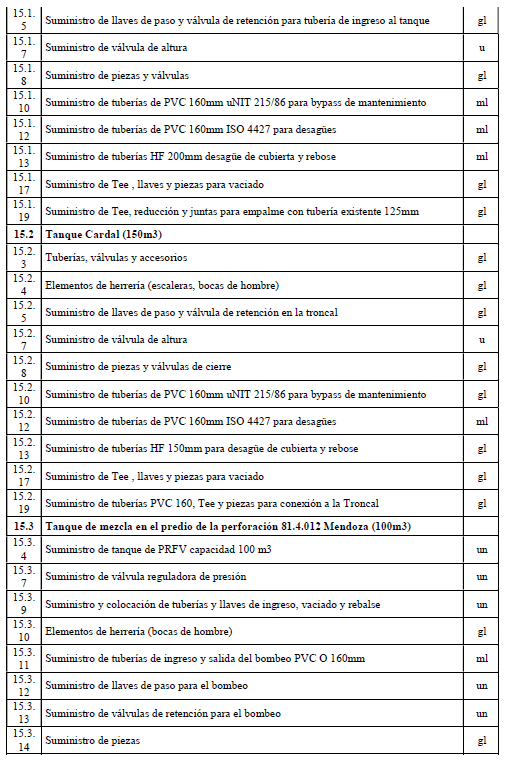 15.1.5 Suministro de llaves de paso y válvula de retención para tubería de ingreso al tanque gl
15.1.7 Suministro de válvula de altura u
15.1.8 Suministro de piezas y válvulas gl
15.1.10 Suministro de tuberías de PVC 160mm uNIT 215/86 para bypass de mantenimiento ml
15.1.12 Suministro de tuberías de PVC 160mm ISO 4427 para desagües ml
15.1.13 Suministro de tuberías HF 200mm desagüe de cubierta y rebose ml
15.1.17 Suministro de Tee , llaves y piezas para vaciado gl
15.1.19 Suministro de Tee, reducción y juntas para empalme con tubería existente 125mm gl
15.2 Tanque Cardal (150m3)
15.2.3 Tuberías, válvulas y accesorios gl
15.2.4 Elementos de herrería (escaleras, bocas de hombre) gl
15.2.5 Suministro de llaves de paso y válvula de retención en la troncal gl
15.2.7 Suministro de válvula de altura u
15.2.8 Suministro de piezas y válvulas de cierre gl
15.2.10 Suministro de tuberías de PVC 160mm uNIT 215/86 para bypass de mantenimiento gl
15.2.12 Suministro de tuberías de PVC 160mm ISO 4427 para desagües ml
15.2.13 Suministro de tuberías HF 150mm para desagüe de cubierta y rebose gl
15.2.17 Suministro de Tee , llaves y piezas para vaciado gl
15.2.19 Suministro de tuberías PVC 160, Tee y piezas para conexión a la Troncal gl
15.3 Tanque de mezcla en el predio de la perforación 81.4.012 Mendoza (100m3)
15.3.4 Suministro de tanque de PRFV capacidad 100 m3 un
15.3.7 Suministro de válvula reguladora de presión un
15.3.9 Suministro y colocación de tuberías y llaves de ingreso, vaciado y rebalse un
15.3.10 Elementos de herrería (bocas de hombre) gl
15.3.11 Suministro de tuberías de ingreso y salida del bombeo PVC O 160mm ml
15.3.12 Suministro de llaves de paso para el bombeo un
15.3.13 Suministro de válvulas de retención para el bombeo un
15.3.14 Suministro de piezas gl